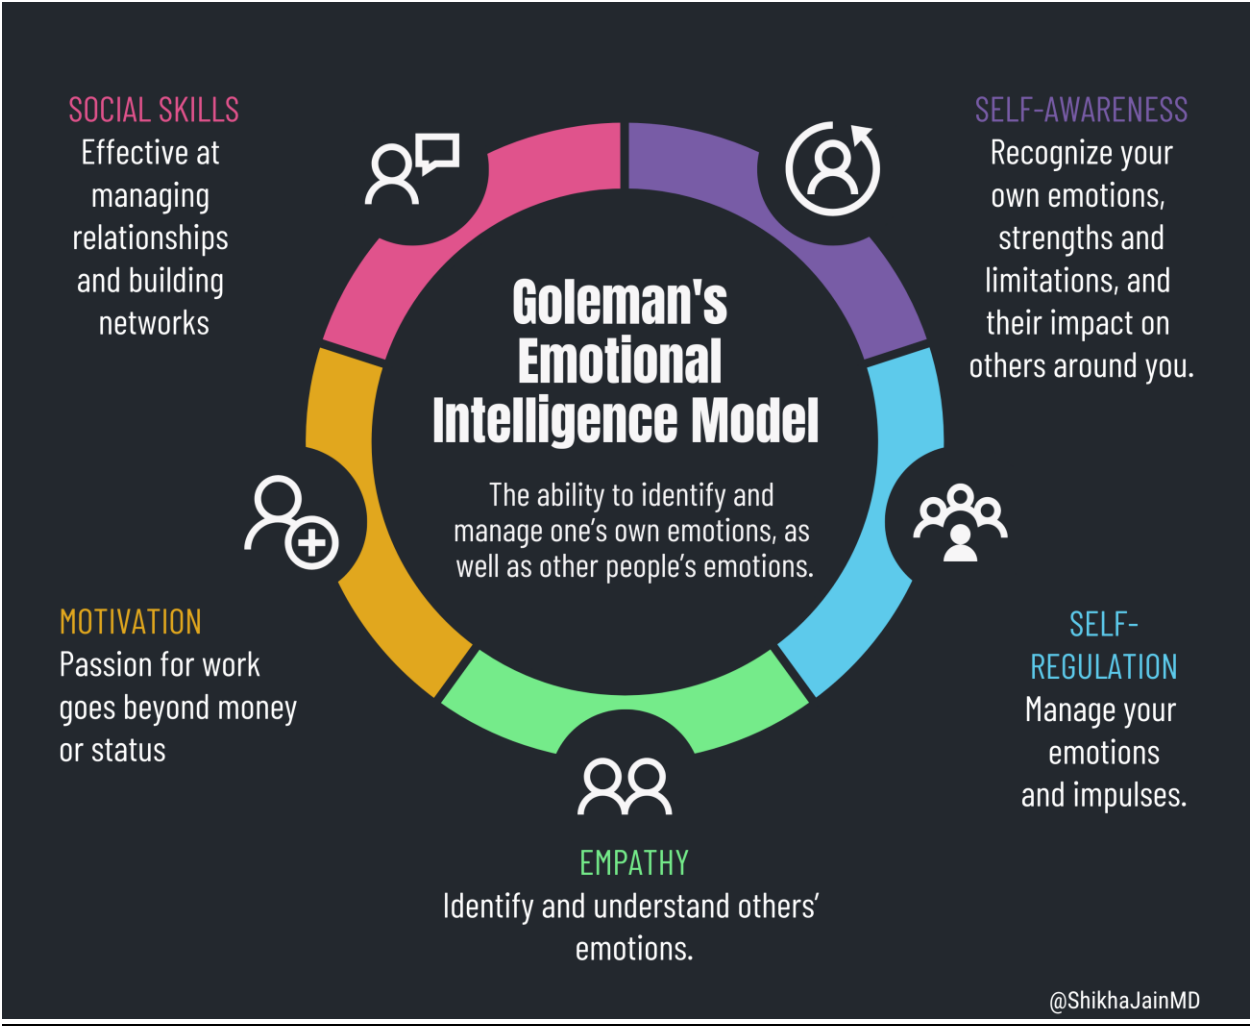 SOCIAL SKILLS
Effective at
managing
relationships
and building
networks
SELF-AWARENESS
Recognize your
own emotions,
strengths and
limitations, and
their impact on
others around you.
Goleman's
Emotional
Intelligence Model
The ability to identify and
manage one’s own emotions, as
well as other people’s emotions.
MOTIVATION
Passion for work
goes beyond money
or status
SELF-
REGULATION
Manage your
emotions
and impulses.
EMPATHY
Identify and understand others’
emotions.
@ShikhaJainMD